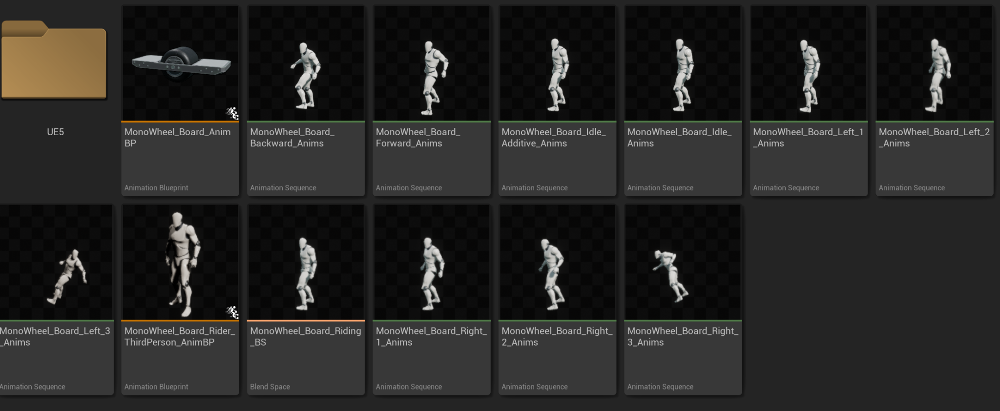 UE5
MonoWheel_Board_Anim
BP
Animation Blueprint
MonoWheel_Board_
Backward_Anims
Animation Sequence
MonoWheel_Board_
Forward_Anims
Animation Sequence
MonoWheel_Board_Idle_
Additive_Anims
Animation Sequence
MonoWheel_Board_Idle_
Anims
Animation Sequence
MonoWheel_Board_Left_1
_Anims
Animation Sequence
MonoWheel_Board_Left_2
_Anims
Animation Sequence
MonoWheel_Board_Left_3
_Anims
Animation Sequence
MonoWheel_Board_Rider_
ThirdPerson_AnimBP
Animation Blueprint
MonoWheel_Board_Riding
_BS
Blend Space
MonoWheel_Board_Right_
1_Anims
Animation Sequence
MonoWheel_Board_Right_
2_Anims
Animation Sequence
MonoWheel_Board_Right_
3_Anims
Animation Sequence